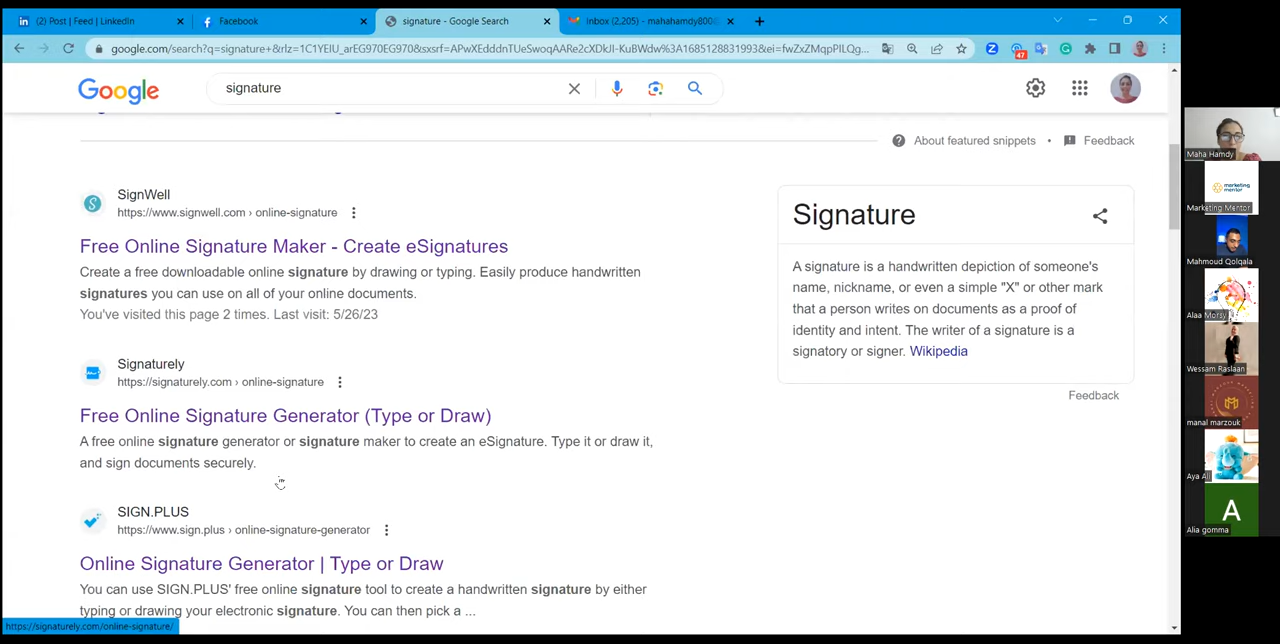 (2) Post | Feed | LinkedIn
Facebook
signature - Google Search
Inbox (2,205) - mahahamdy800@
google.com/search?q=signature+&rlz=1C1YEIU_arEG970EG970&sxsrf=APwXEdddnTUeSwoqAARe2cXDkJI-KuBWdw%3A1685128831993&ei=fwZxZMqpPILQg...
47
Google
signature
About featured snippets • Feedback
SignWell
https://www.signwell.com › online-signature
Free Online Signature Maker - Create eSignatures
Create a free downloadable online signature by drawing or typing. Easily produce handwritten
signatures you can use on all of your online documents.
You've visited this page 2 times. Last visit: 5/26/23
Signaturely
https://signaturely.com › online-signature
Free Online Signature Generator (Type or Draw)
A free online signature generator or signature maker to create an eSignature. Type it or draw it,
and sign documents securely.
SIGN.PLUS
https://www.sign.plus › online-signature-generator
Online Signature Generator | Type or Draw
You can use SIGN.PLUS' free online signature tool to create a handwritten signature by either
typing or drawing your electronic signature. You can then pick a ...
https://signaturely.com/online-signature/
Signature
A signature is a handwritten depiction of someone's
name, nickname, or even a simple "X" or other mark
that a person writes on documents as a proof of
identity and intent. The writer of a signature is a
signatory or signer. Wikipedia
Feedback
Maha Hamdy
marketing
mentor
Marketing Mentor
Mahmoud Qolqala
Alaa Morsy
Wessam Raslaan
manal marzouk
Aya Ali
A
Alia gomma